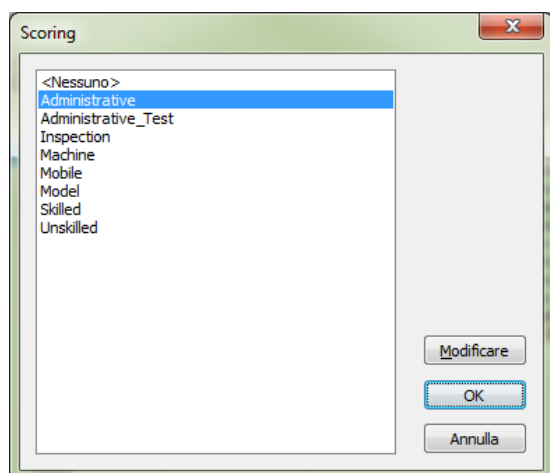 Scoring
<Nessuno>
Administrative
Administrative_Test
Inspection
Machine
Mobile
Model
Skilled
Unskilled
Modificare
OK
Annulla